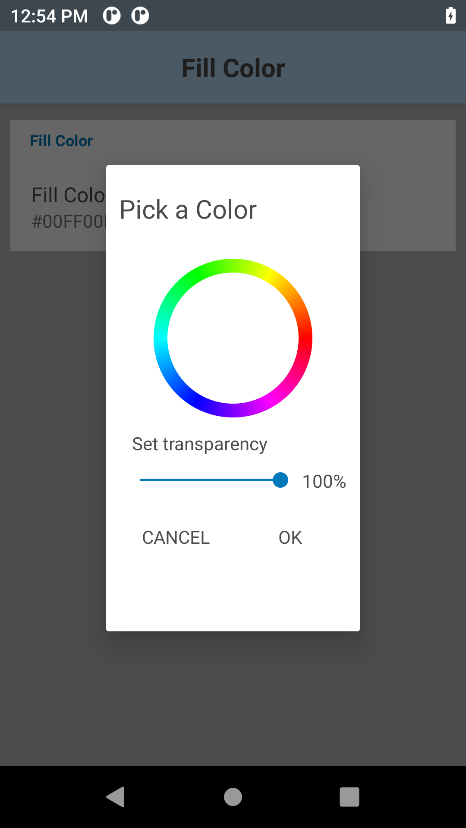 12:54 PM
Fill Color
Fill Color
Fill Colo
#00FF00
Pick a Color
Set transparency
100%
CANCEL
OK